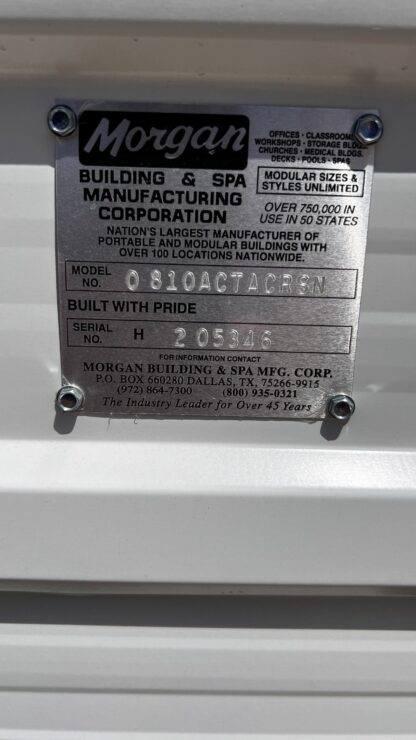 Morgan
OFFICES · CLASSROOMS
WORKSHOPS · STORAGE BLDG.
CHURCHES · MEDICAL BLDGS.
DECKS · POOLS · SPAS
BUILDING & SPA
MANUFACTURING
CORPORATION
MODULAR SIZES &
STYLES UNLIMITED
OVER 750,000 IN
USE IN 50 STATES
NATION'S LARGEST MANUFACTURER OF
PORTABLE AND MODULAR BUILDINGS WITH
OVER 100 LOCATIONS NATIONWIDE.
MODEL NO. 0810ACTACRSN
BUILT WITH PRIDE
SERIAL NO. H 205346
FOR INFORMATION CONTACT
MORGAN BUILDING & SPA MFG. CORP.
P.O. BOX 660280 DALLAS, TX, 75266-9915
(972) 864-7300 (800) 935-0321
The Industry Leader for Over 45 Years